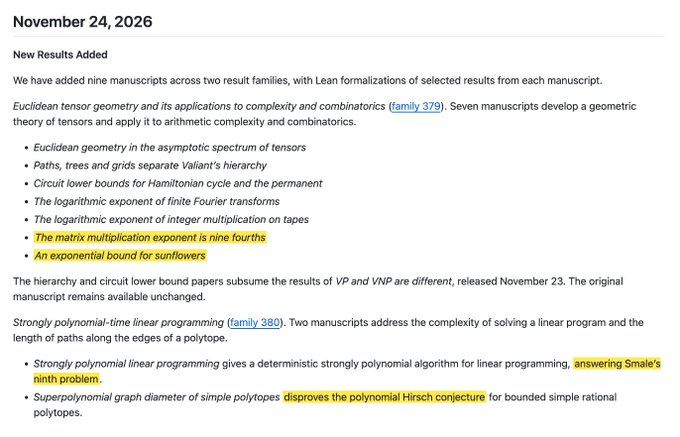 November 24, 2026
New Results Added
We have added nine manuscripts across two result families, with Lean formalizations of selected results from each manuscript.
Euclidean tensor geometry and its applications to complexity and combinatorics (family 379). Seven manuscripts develop a geometric
theory of tensors and apply it to arithmetic complexity and combinatorics.
• Euclidean geometry in the asymptotic spectrum of tensors
• Paths, trees and grids separate Valiant's hierarchy
• Circuit lower bounds for Hamiltonian cycle and the permanent
• The logarithmic exponent of finite Fourier transforms
• The logarithmic exponent of integer multiplication on tapes
• The matrix multiplication exponent is nine fourths
• An exponential bound for sunflowers
The hierarchy and circuit lower bound papers subsume the results of VP and VNP are different, released November 23. The original
manuscript remains available unchanged.
Strongly polynomial-time linear programming (family 380). Two manuscripts address the complexity of solving a linear program and the
length of paths along the edges of a polytope.
• Strongly polynomial linear programming gives a deterministic strongly polynomial algorithm for linear programming, answering Smale's
ninth problem.
• Superpolynomial graph diameter of simple polytopes disproves the polynomial Hirsch conjecture for bounded simple rational
polytopes.